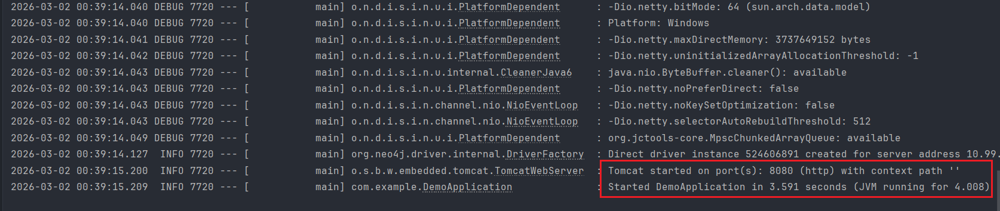 2026-03-02 00:39:14.040 DEBUG 7720 --- [           main] o.n.d.i.s.i.n.u.i.PlatformDependent      : -Dio.netty.bitMode: 64 (sun.arch.data.model)
2026-03-02 00:39:14.040 DEBUG 7720 --- [           main] o.n.d.i.s.i.n.u.i.PlatformDependent      : Platform: Windows
2026-03-02 00:39:14.041 DEBUG 7720 --- [           main] o.n.d.i.s.i.n.u.i.PlatformDependent      : -Dio.netty.maxDirectMemory: 3737649152 bytes
2026-03-02 00:39:14.042 DEBUG 7720 --- [           main] o.n.d.i.s.i.n.u.i.PlatformDependent      : -Dio.netty.uninitializedArrayAllocationThreshold: -1
2026-03-02 00:39:14.043 DEBUG 7720 --- [           main] o.n.d.i.s.i.n.u.internal.CleanerJava6    : java.nio.ByteBuffer.cleaner(): available
2026-03-02 00:39:14.043 DEBUG 7720 --- [           main] o.n.d.i.s.i.n.u.i.PlatformDependent      : -Dio.netty.noPreferDirect: false
2026-03-02 00:39:14.043 DEBUG 7720 --- [           main] o.n.d.i.s.i.n.channel.nio.NioEventLoop   : -Dio.netty.noKeySetOptimization: false
2026-03-02 00:39:14.043 DEBUG 7720 --- [           main] o.n.d.i.s.i.n.channel.nio.NioEventLoop   : -Dio.netty.selectorAutoRebuildThreshold: 512
2026-03-02 00:39:14.049 DEBUG 7720 --- [           main] o.n.d.i.s.i.n.u.i.PlatformDependent      : org.jctools-core.MpscChunkedArrayQueue: available
2026-03-02 00:39:14.127  INFO 7720 --- [           main] org.neo4j.driver.internal.DriverFactory  : Direct driver instance 524606891 created for server address 10.99.
2026-03-02 00:39:15.200  INFO 7720 --- [           main] o.s.b.w.embedded.tomcat.TomcatWebServer  : Tomcat started on port(s): 8080 (http) with context path ''
2026-03-02 00:39:15.209  INFO 7720 --- [           main] com.example.DemoApplication              : Started DemoApplication in 3.591 seconds (JVM running for 4.008)